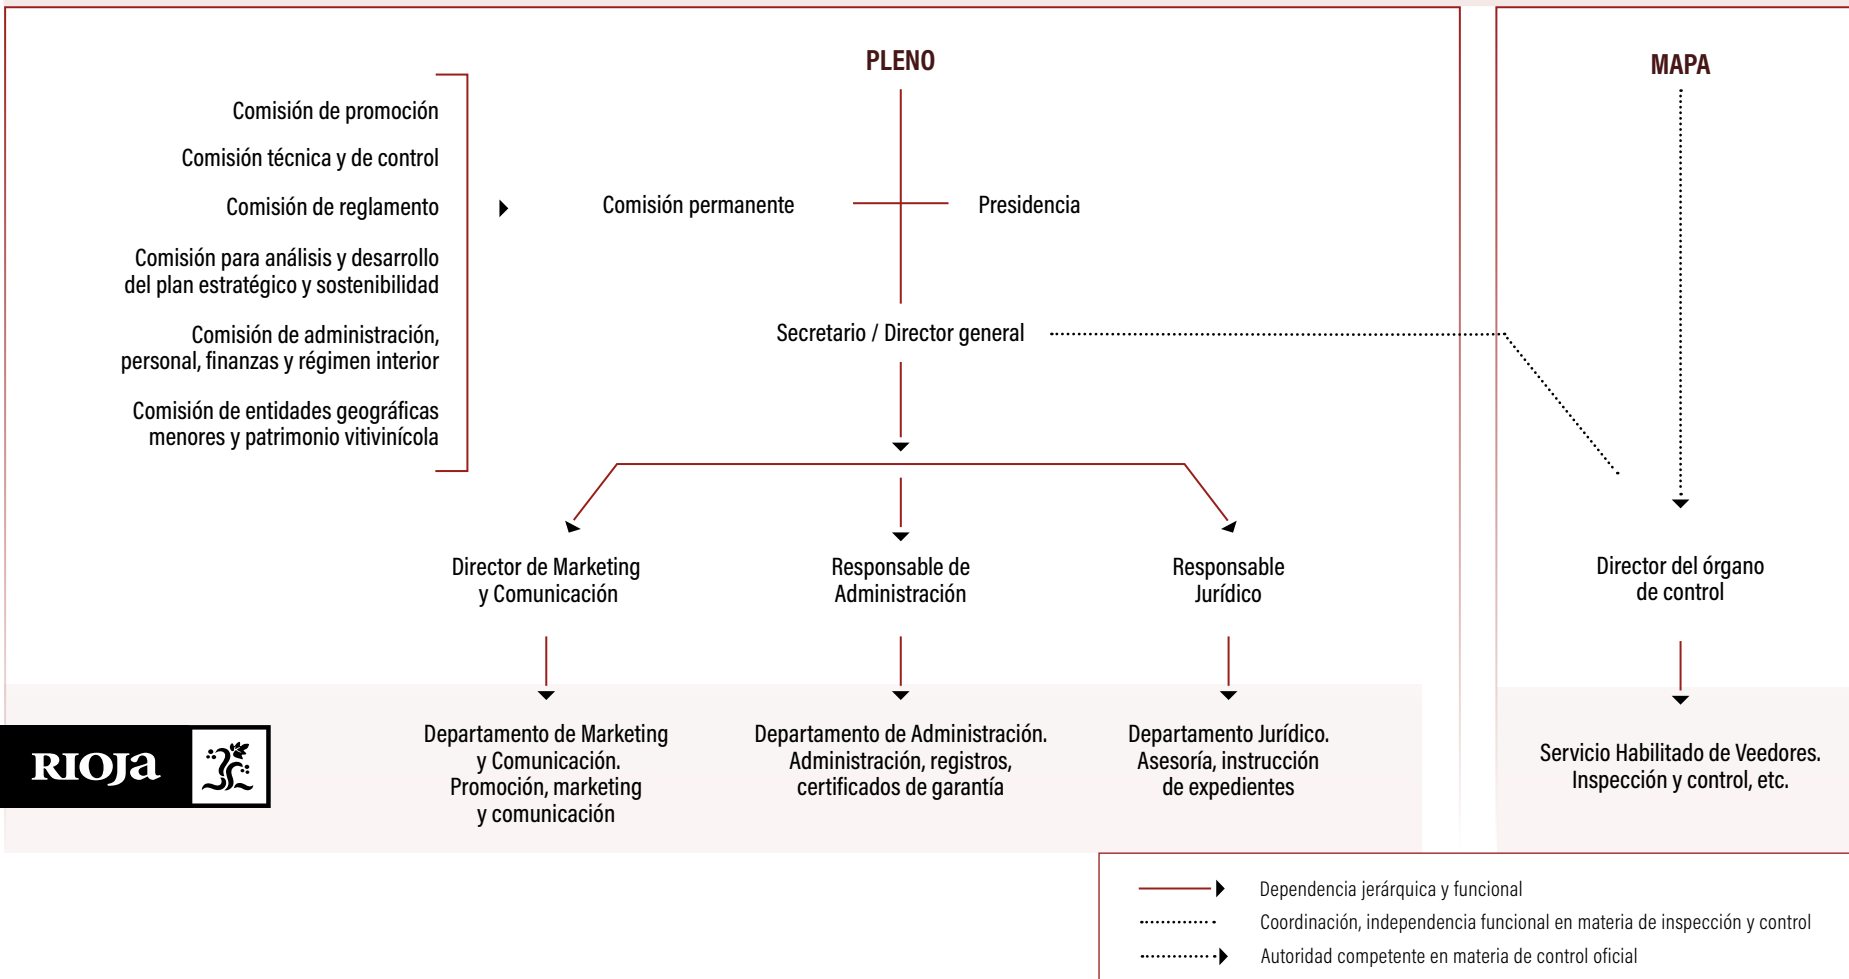 PLENO
MAPA
Comisión de promoción
Comisión técnica y de control
Comisión de reglamento
Comisión para análisis y desarrollo
del plan estratégico y sostenibilidad
Comisión de administración,
personal, finanzas y régimen interior
Comisión de entidades geográficas
menores y patrimonio vitivinícola
Comisión permanente
Presidencia
Secretario / Director general
Director de Marketing
y Comunicación
Responsable de
Administración
Responsable
Jurídico
Director del órgano
de control
RIOJa
Departamento de Marketing
y Comunicación.
Promoción, marketing
y comunicación
Departamento de Administración.
Administración, registros,
certificados de garantía
Departamento Jurídico.
Asesoría, instrucción
de expedientes
Servicio Habilitado de Veedores.
Inspección y control, etc.
Dependencia jerárquica y funcional
Coordinación, independencia funcional en materia de inspección y control
Autoridad competente en materia de control oficial